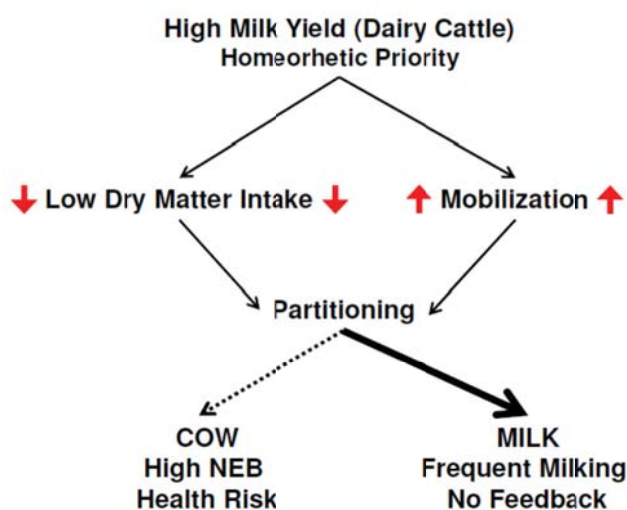 High Milk Yield (Dairy Cattle)
Homeorhetic Priority
Low Dry Matter Intake
Mobilization
Partitioning
COW
High NEB
Health Risk
MILK
Frequent Milking
No Feedback